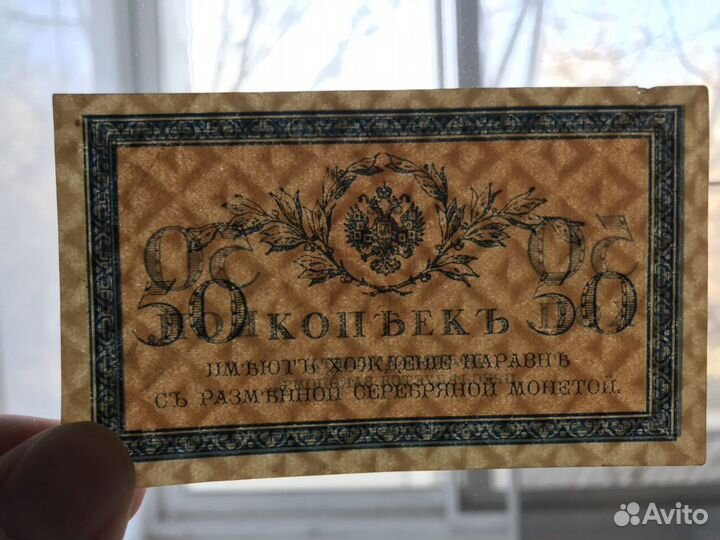 50 КОПѢЕКЪ 50
ИМѢЮТЪ ХОЖДЕНІЕ НАРАВНѢ
СЪ РАЗМѢННОЙ СЕРЕБРЯНОЙ МОНЕТОЙ.
Avito